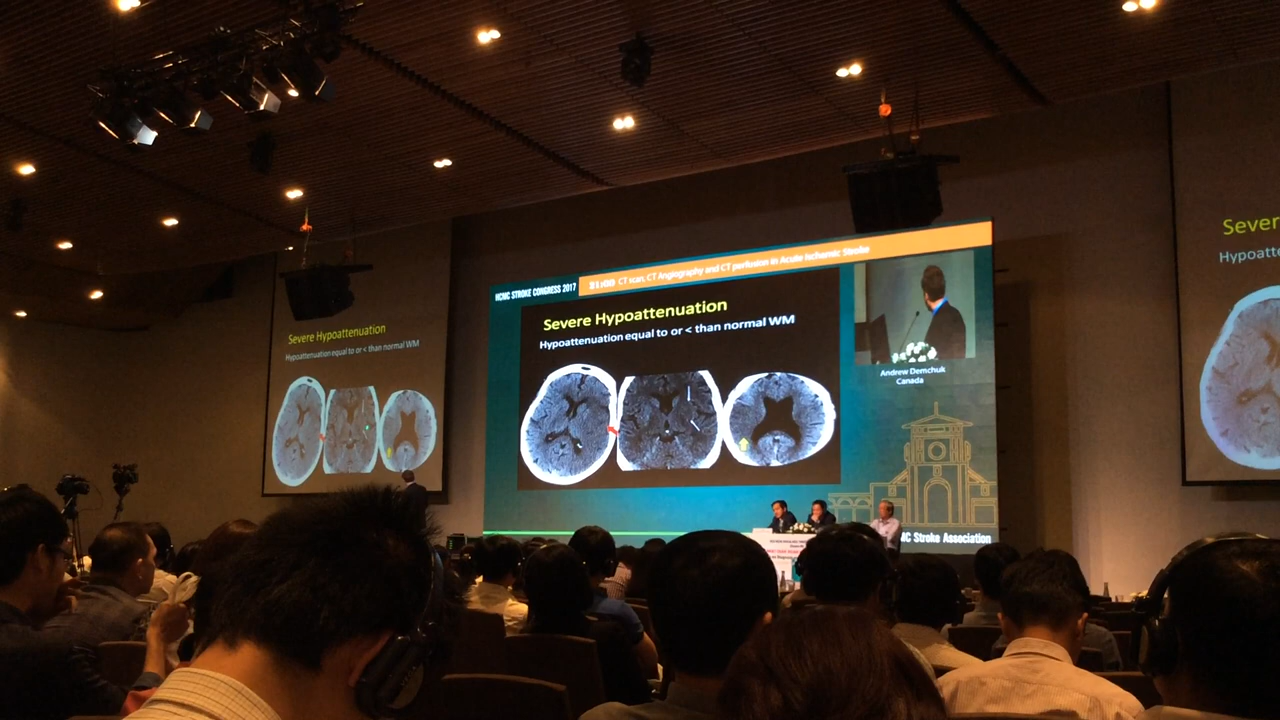 HCMC STROKE CONGRESS 2017
CT scan, CT Angiography and CT perfusion in Acute Ischemic Stroke
Severe Hypoattenuation
Hypoattenuation equal to or < than normal WM
Andrew Demchuk
Canada
MC Stroke Association
Severe Hypoattenuation
Hypoattenuation equal to or < than normal WM
Sever
Hypoatte